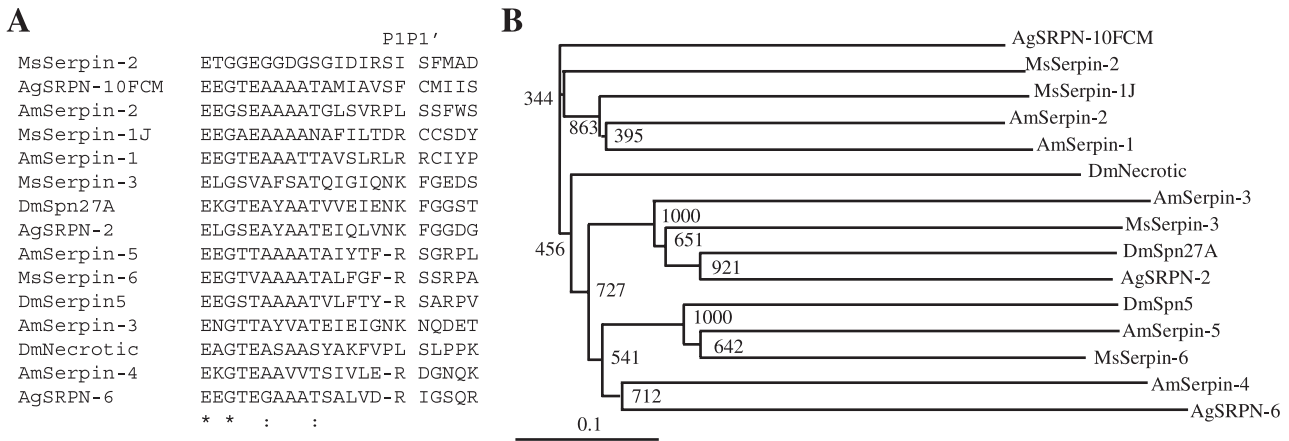 A
P1P1′
MsSerpin-2 ETGGEGGDGSGIDIRSI SFMAD
AgSRPN-10FCM EEGTEAAAATAMIAVSF CMIIS
AmSerpin-2 EEGSEAAAATGLSVRPL SSFWS
MsSerpin-1J EEGAEAAAANAFILTDR CCSDY
AmSerpin-1 EEGTEAAATTAVSLRLR RCIYP
MsSerpin-3 ELGSVAFSATQIGIQNK FGEDS
DmSpn27A EKGTEAYAATVVEIENK FGGST
AgSRPN-2 ELGSEAYAATEIQLVNK FGGDG
AmSerpin-5 EEGTTAAAATAIYTF-R SGRPL
MsSerpin-6 EEGTVAAAATALFGF-R SSRPA
DmSerpin5 EEGSTAAAATVLFTY-R SARPV
AmSerpin-3 ENGTTAYVATEIEIGNK NQDET
DmNecrotic EAGTEASAASYAKFVPL SLPPK
AmSerpin-4 EKGTEAAVVTSIVLE-R DGNQK
AgSRPN-6 EEGTEGAAATSALVD-R IGSQR
* * : :
B
AgSRPN-10FCM
MsSerpin-2
344
MsSerpin-1J
863
AmSerpin-2
395
AmSerpin-1
DmNecrotic
AmSerpin-3
1000
MsSerpin-3
651
456
DmSpn27A
921
AgSRPN-2
727
DmSpn5
1000
AmSerpin-5
642
541
MsSerpin-6
AmSerpin-4
712
AgSRPN-6
0.1